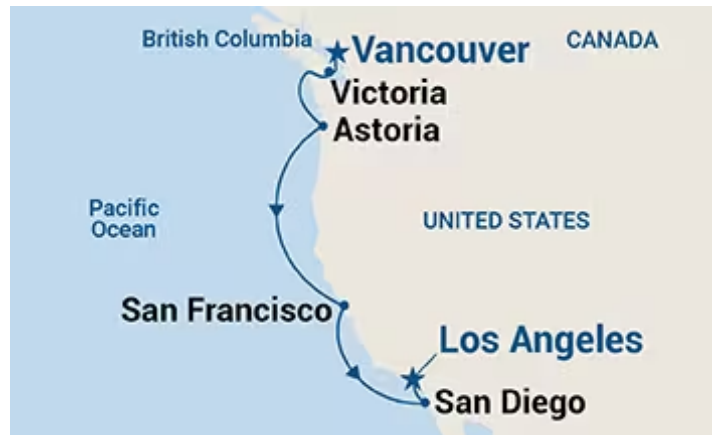 British Columbia
Vancouver
CANADA
Victoria
Astoria
Pacific
Ocean
UNITED STATES
San Francisco
Los Angeles
San Diego